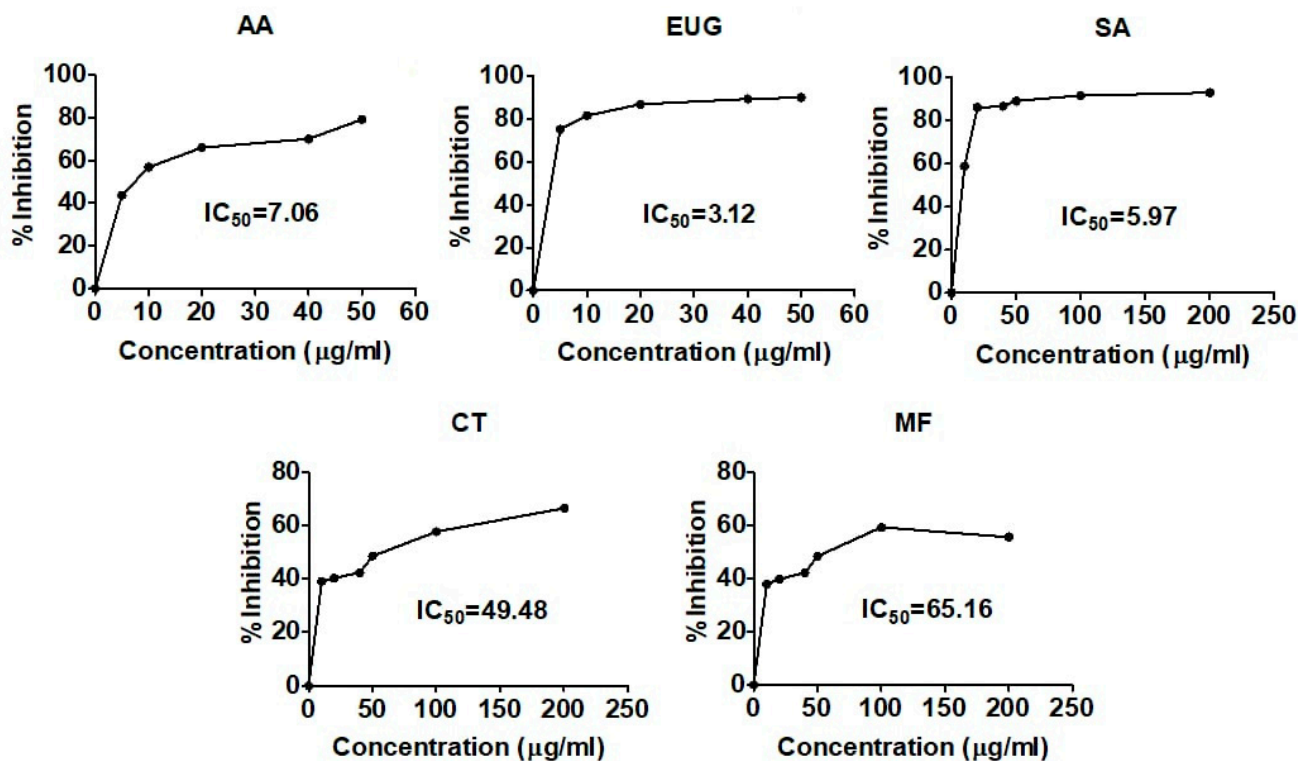 AA
100
80
60
40
20
0
% Inhibition
IC50=7.06
0 10 20 30 40 50 60
Concentration (µg/ml)
EUG
100
80
60
40
20
0
% Inhibition
IC50=3.12
0 10 20 30 40 50 60
Concentration (µg/ml)
SA
100
80
60
40
20
0
% Inhibition
IC50=5.97
0 50 100 150 200 250
Concentration (µg/ml)
CT
80
60
40
20
0
% Inhibition
IC50=49.48
0 50 100 150 200 250
Concentration (µg/ml)
MF
80
60
40
20
0
% Inhibition
IC50=65.16
0 50 100 150 200 250
Concentration (µg/ml)